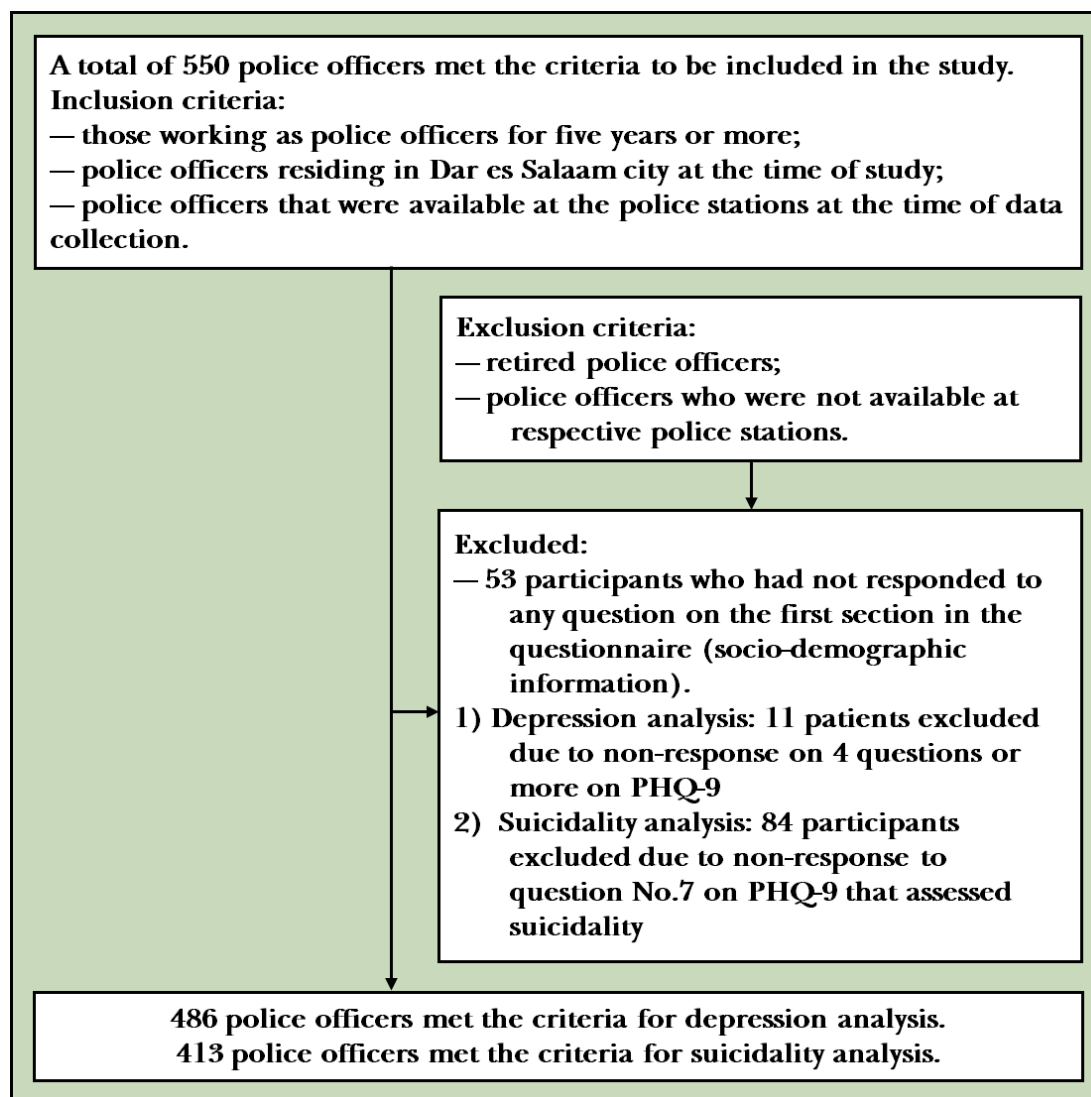 A total of 550 police officers met the criteria to be included in the study.
Inclusion criteria:
— those working as police officers for five years or more;
— police officers residing in Dar es Salaam city at the time of study;
— police officers that were available at the police stations at the time of data
collection.
Exclusion criteria:
— retired police officers;
— police officers who were not available at
respective police stations.
Excluded:
— 53 participants who had not responded to
any question on the first section in the
questionnaire (socio-demographic
information).
1) Depression analysis: 11 patients excluded
due to non-response on 4 questions or
more on PHQ-9
2) Suicidality analysis: 84 participants
excluded due to non-response to
question No.7 on PHQ-9 that assessed
suicidality
486 police officers met the criteria for depression analysis.
413 police officers met the criteria for suicidality analysis.